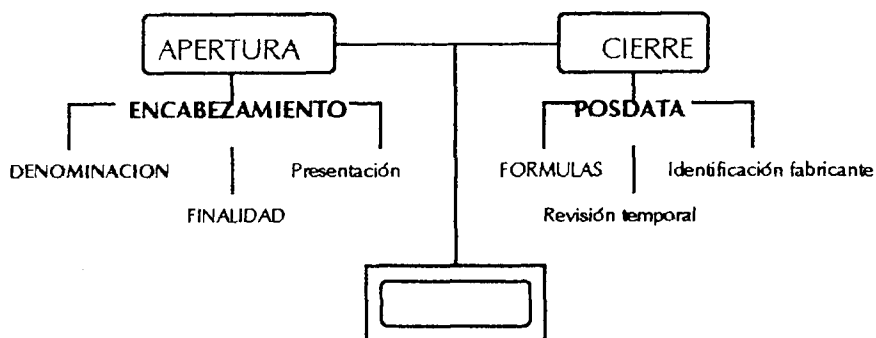 APERTURA CIERRE
ENCABEZAMIENTO POSDATA
DENOMINACION Presentación FORMULAS Identificación fabricante
FINALIDAD Revisión temporal